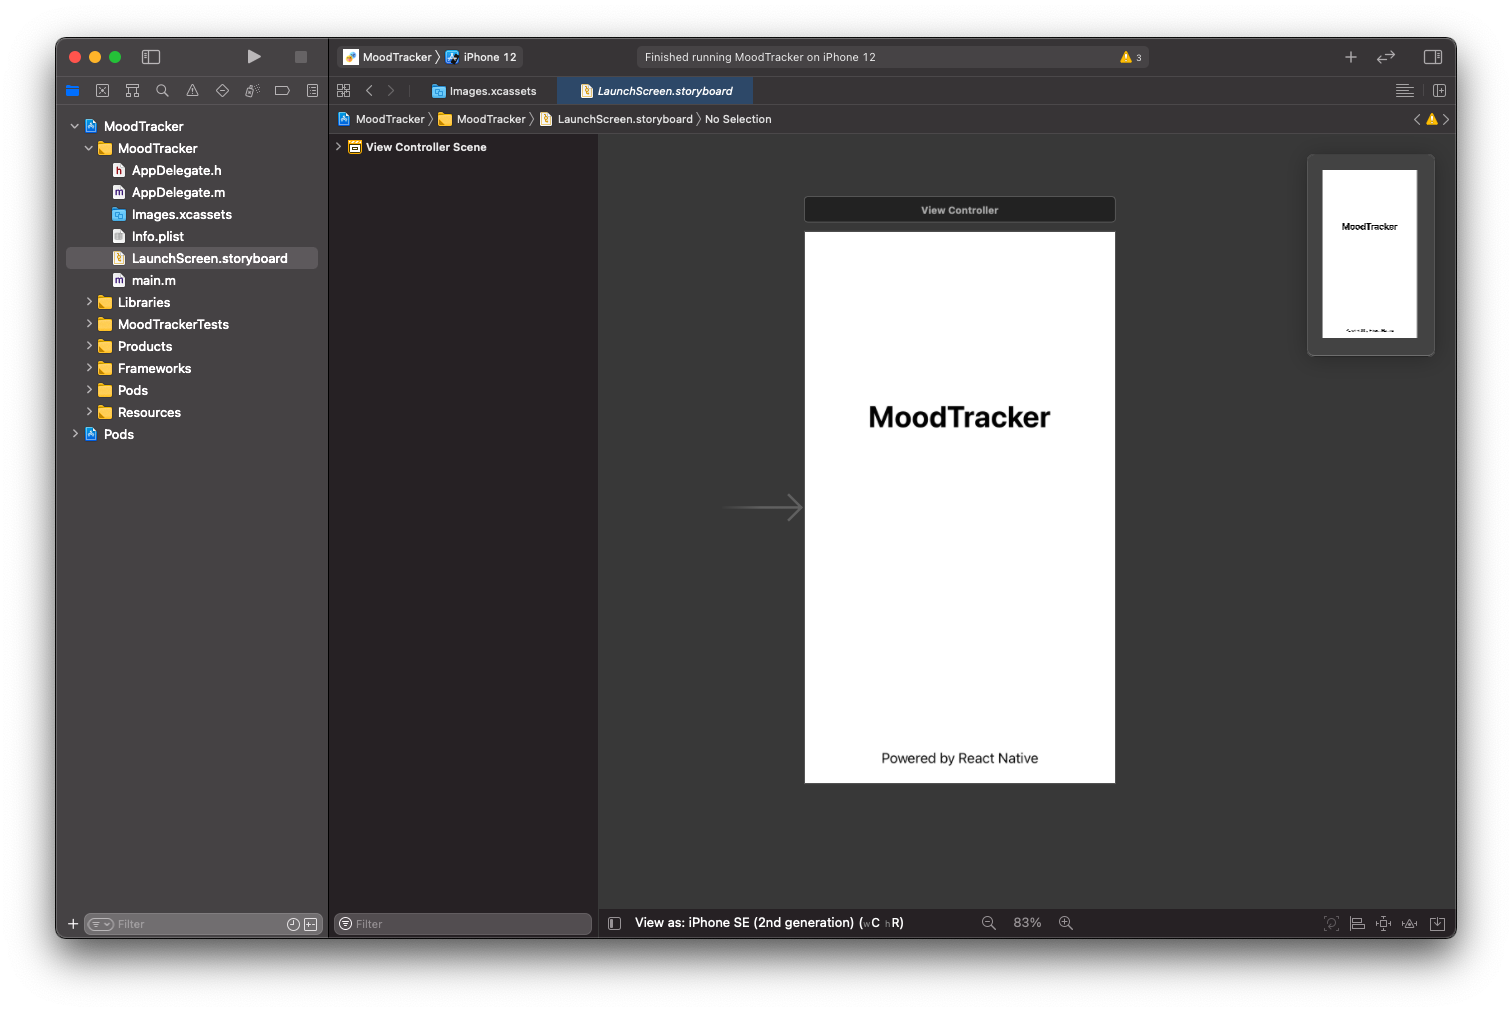 MoodTracker
iPhone 12
Finished running MoodTracker on iPhone 12
3
Images.xcassets
LaunchScreen.storyboard
MoodTracker
MoodTracker
LaunchScreen.storyboard
No Selection
MoodTracker
MoodTracker
h AppDelegate.h
m AppDelegate.m
Images.xcassets
Info.plist
LaunchScreen.storyboard
m main.m
Libraries
MoodTrackerTests
Products
Frameworks
Pods
Resources
Pods
Filter
View Controller Scene
Filter
View Controller
MoodTracker
Powered by React Native
MoodTracker
View as: iPhone SE (2nd generation) (wC hR)
83%